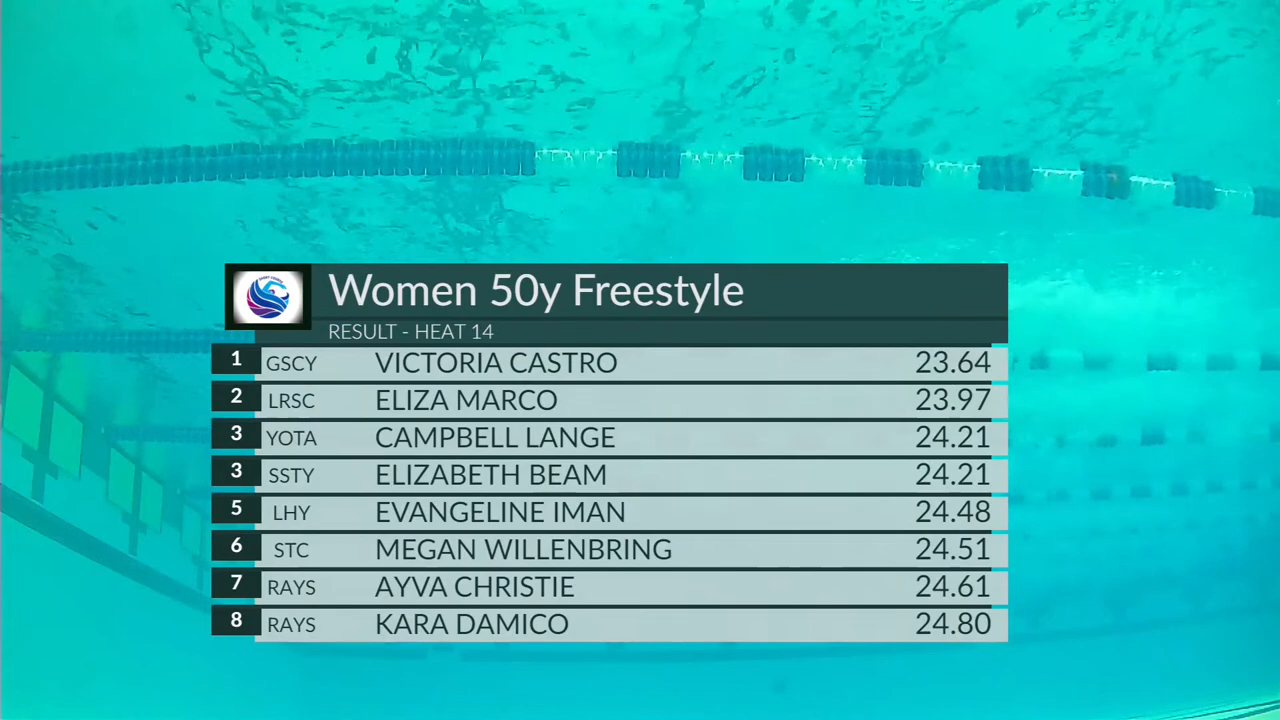 Women 50y Freestyle
RESULT - HEAT 14
1 GSCY VICTORIA CASTRO 23.64
2 LRSC ELIZA MARCO 23.97
3 YOTA CAMPBELL LANGE 24.21
3 SSTY ELIZABETH BEAM 24.21
5 LHY EVANGELINE IMAN 24.48
6 STC MEGAN WILLENBRING 24.51
7 RAYS AYVA CHRISTIE 24.61
8 RAYS KARA DAMICO 24.80